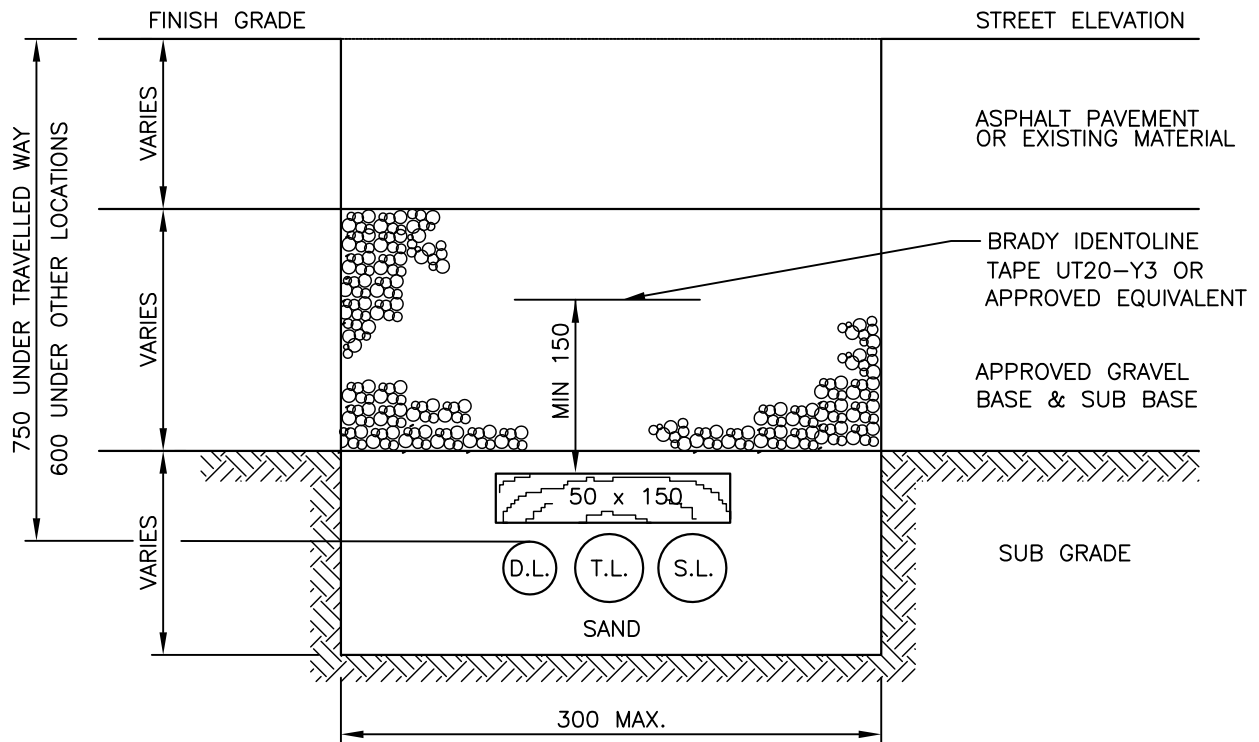 FINISH GRADE
STREET ELEVATION
750 UNDER TRAVELLED WAY
600 UNDER OTHER LOCATIONS
VARIES
ASPHALT PAVEMENT
OR EXISTING MATERIAL
VARIES
BRADY IDENTOLINE
TAPE UT20-Y3 OR
APPROVED EQUIVALENT
MIN 150
APPROVED GRAVEL
BASE & SUB BASE
VARIES
50 x 150
D.L. T.L. S.L.
SUB GRADE
SAND
300 MAX.